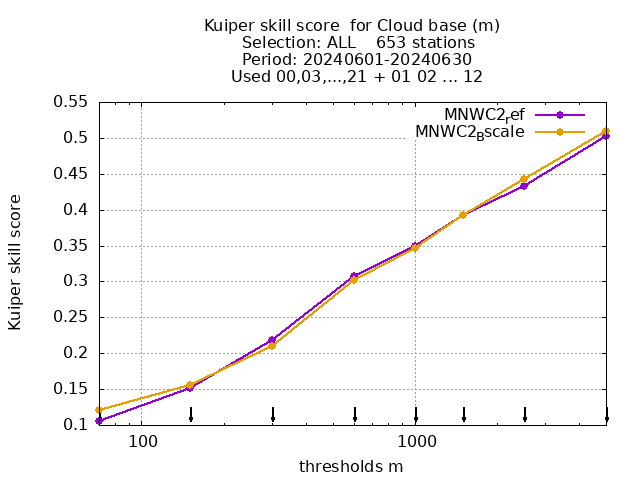 Kuiper skill score  for Cloud base (m)
Selection: ALL    653 stations
Period: 20240601-20240630
Used 00,03,...,21 + 01 02 ... 12
MNWC2ref
MNWC2Bscale
0.55
0.5
0.45
0.4
0.35
0.3
0.25
0.2
0.15
0.1
Kuiper skill score
100 1000
thresholds m